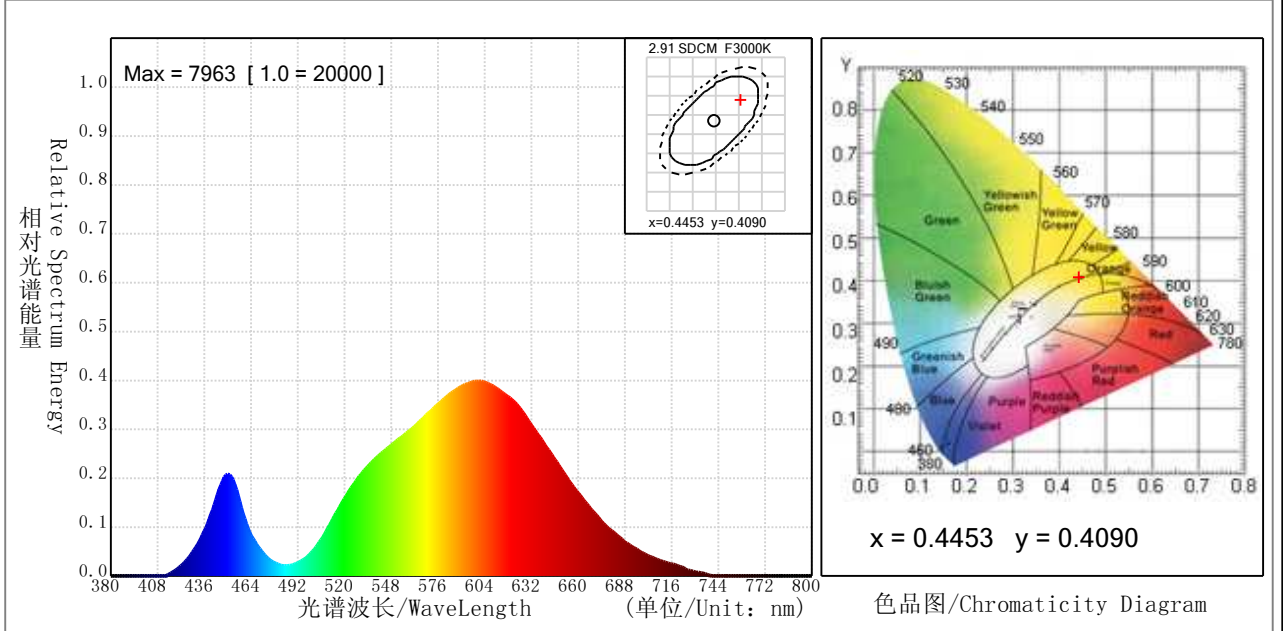 Max = 7963 [ 1.0 = 20000 ]
1.0
0.9
0.8
0.7
0.6
0.5
0.4
0.3
0.2
0.1
0.0
相对光谱能量
Relative Spectrum Energy
380 408 436 464 492 520 548 576 604 632 660 688 716 744 772 800
光谱波长/WaveLength (单位/Unit: nm)
2.91 SDCM F3000K
x=0.4453 y=0.4090
Y
0.8
0.7
0.6
0.5
0.4
0.3
0.2
0.1
0.0 0.1 0.2 0.3 0.4 0.5 0.6 0.7 0.8
520
530
540
550
560
570
580
590
600
610
620
630
780
490
480
460
380
Green
Yellowish
Green
Yellow
Green
Yellow
Orange
Reddish
Orange
Red
Bluish
Green
Greenish
Blue
Blue
Violet
Purple
Reddish
Purple
Purplish
Red
x = 0.4453 y = 0.4090
色品图/Chromaticity Diagram